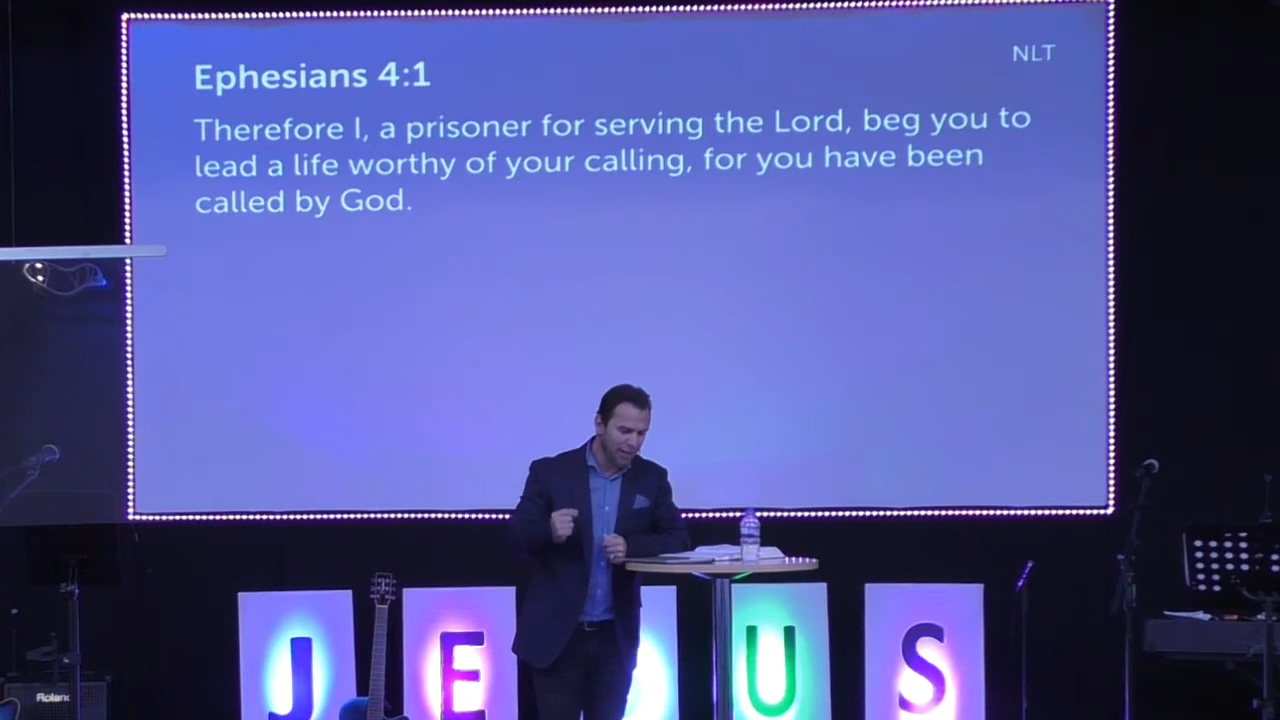 Ephesians 4:1
NLT
Therefore I, a prisoner for serving the Lord, beg you to
lead a life worthy of your calling, for you have been
called by God.
J E U S
Roland